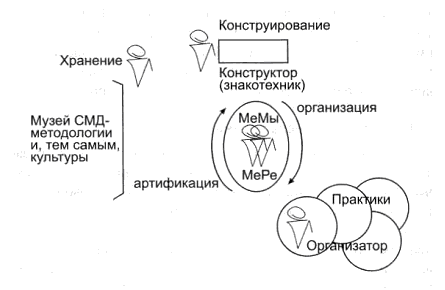 Конструирование
Хранение
Конструктор
(знакотехник)
Музей СМД-
методологии
и, тем самым,
культуры
МеМы
организация
МеРе
артификация
Практики
Организатор